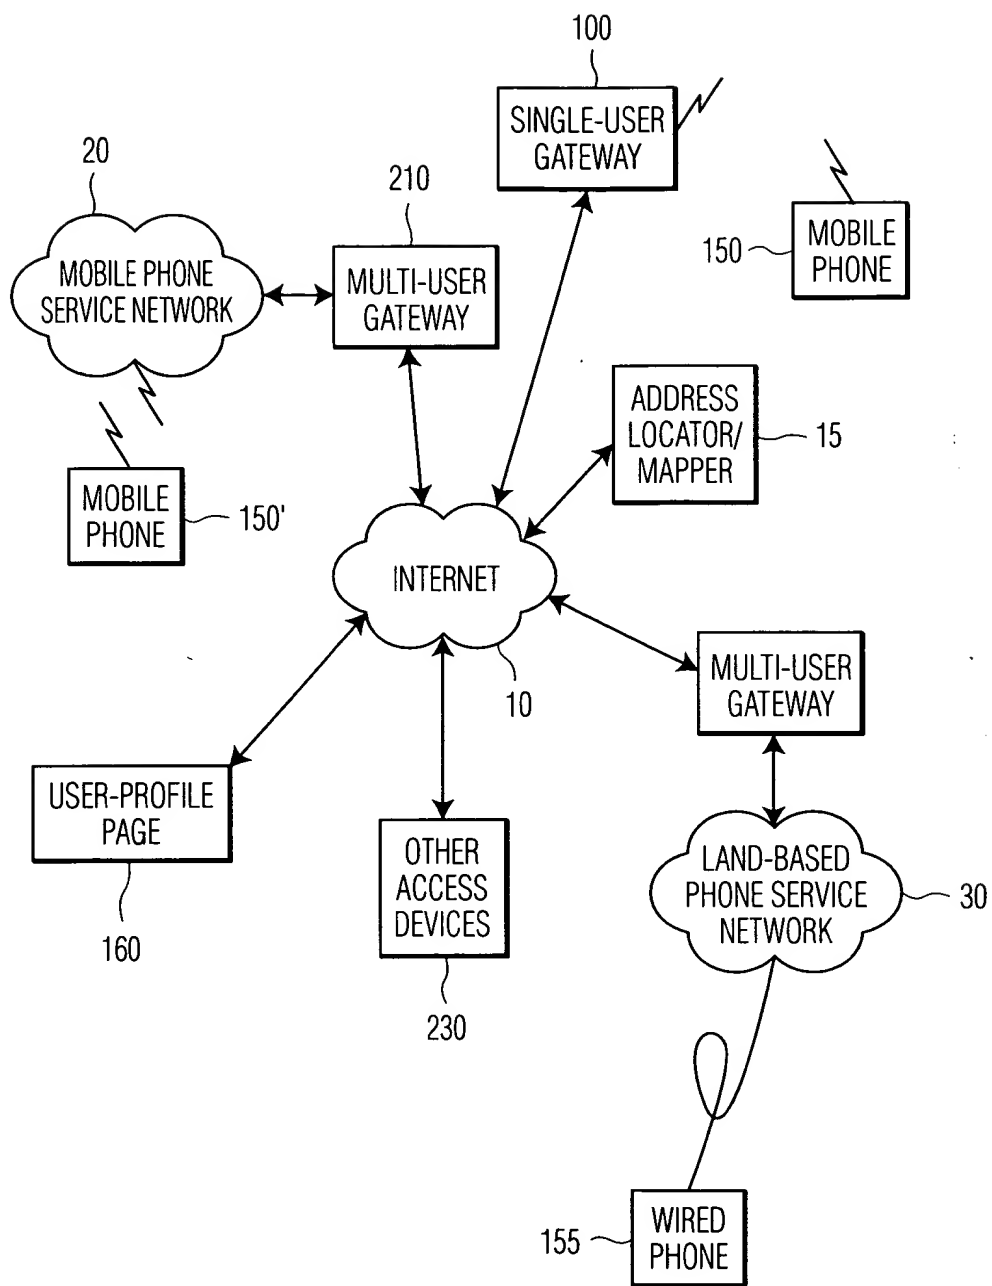 100
SINGLE-USER
GATEWAY
20
210
MOBILE PHONE
SERVICE NETWORK
MULTI-USER
GATEWAY
150
MOBILE
PHONE
ADDRESS
LOCATOR/
MAPPER
15
MOBILE
PHONE
150'
INTERNET
10
MULTI-USER
GATEWAY
USER-PROFILE
PAGE
160
OTHER
ACCESS
DEVICES
230
LAND-BASED
PHONE SERVICE
NETWORK
30
155
WIRED
PHONE